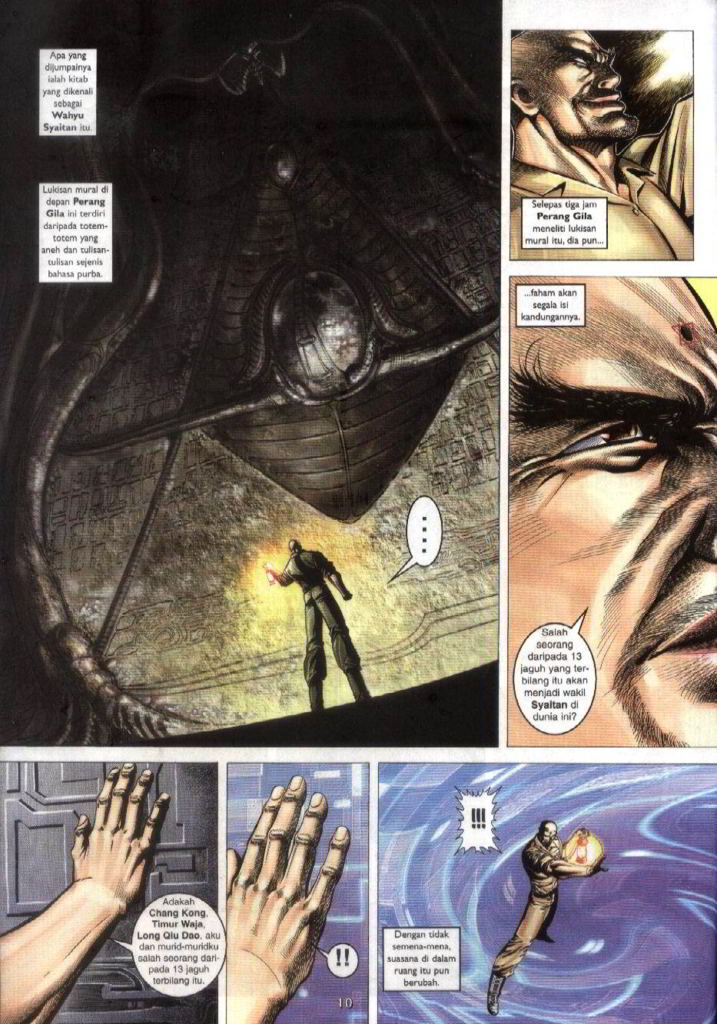 Apa yang
dijumpainya
ialah kitab
yang dikenali
sebagai
Wahyu
Syaitan itu.
Lukisan mural di
depan Perang
Gila ini terdiri
daripada totem-
totem yang
aneh dan tulisan-
tulisan sejenis
bahasa purba.
....
Selepas tiga jam
Perang Gila
meneliti lukisan
mural itu, dia pun...
...faham akan
segala isi
kandungannya.
Salah
seorang
daripada 13
jaguh yang ter-
bilang itu akan
menjadi wakil
Syaitan di
dunia ini?
Adakah
Chang Kong,
Timur Waja,
Long Qiu Dao, aku
dan murid-muridku
salah seorang dari-
pada 13 jaguh
terbilang itu.
!!
!!!
Dengan tidak
semena-mena,
suasana di dalam
ruang itu pun
berubah.
10